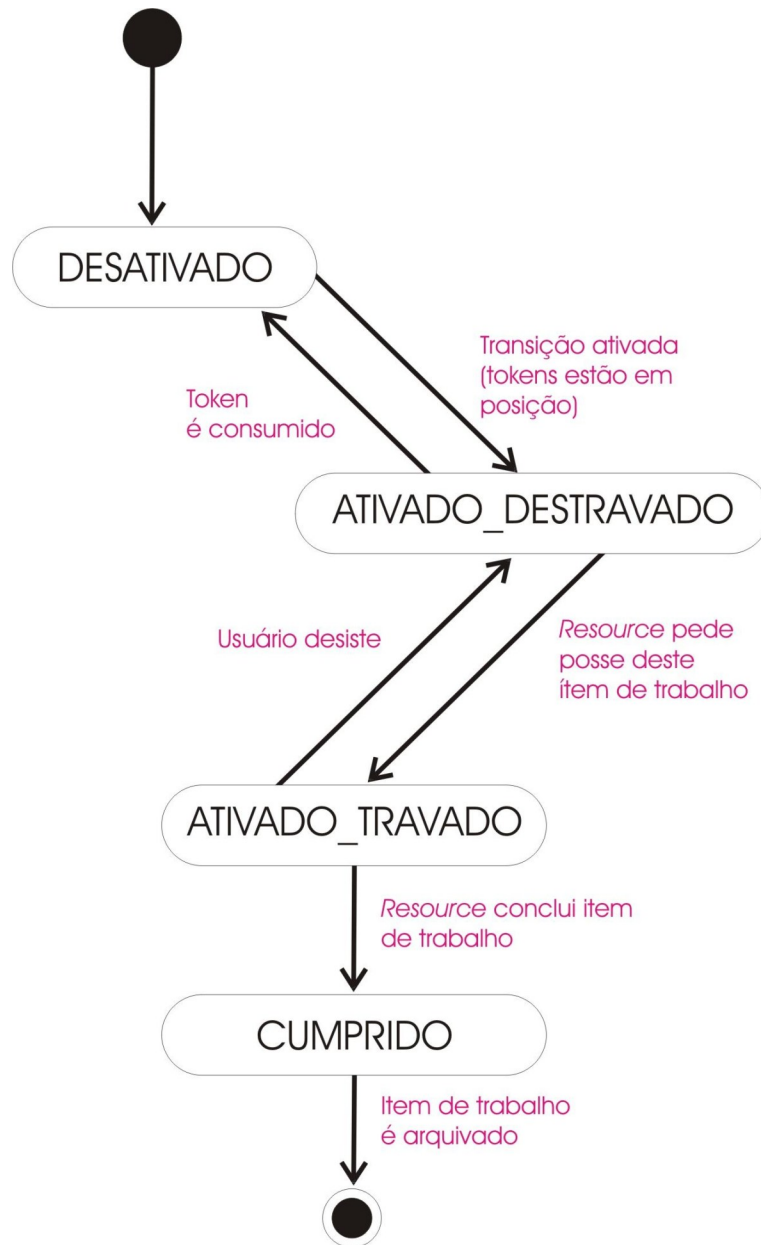 DESATIVADO
Transição ativada
(tokens estão em
posição)
Token
é consumido
ATIVADO_DESTRAVADO
Usuário desiste
Resource pede
posse deste
ítem de trabalho
ATIVADO_TRAVADO
Resource conclui item
de trabalho
CUMPRIDO
Item de trabalho
é arquivado